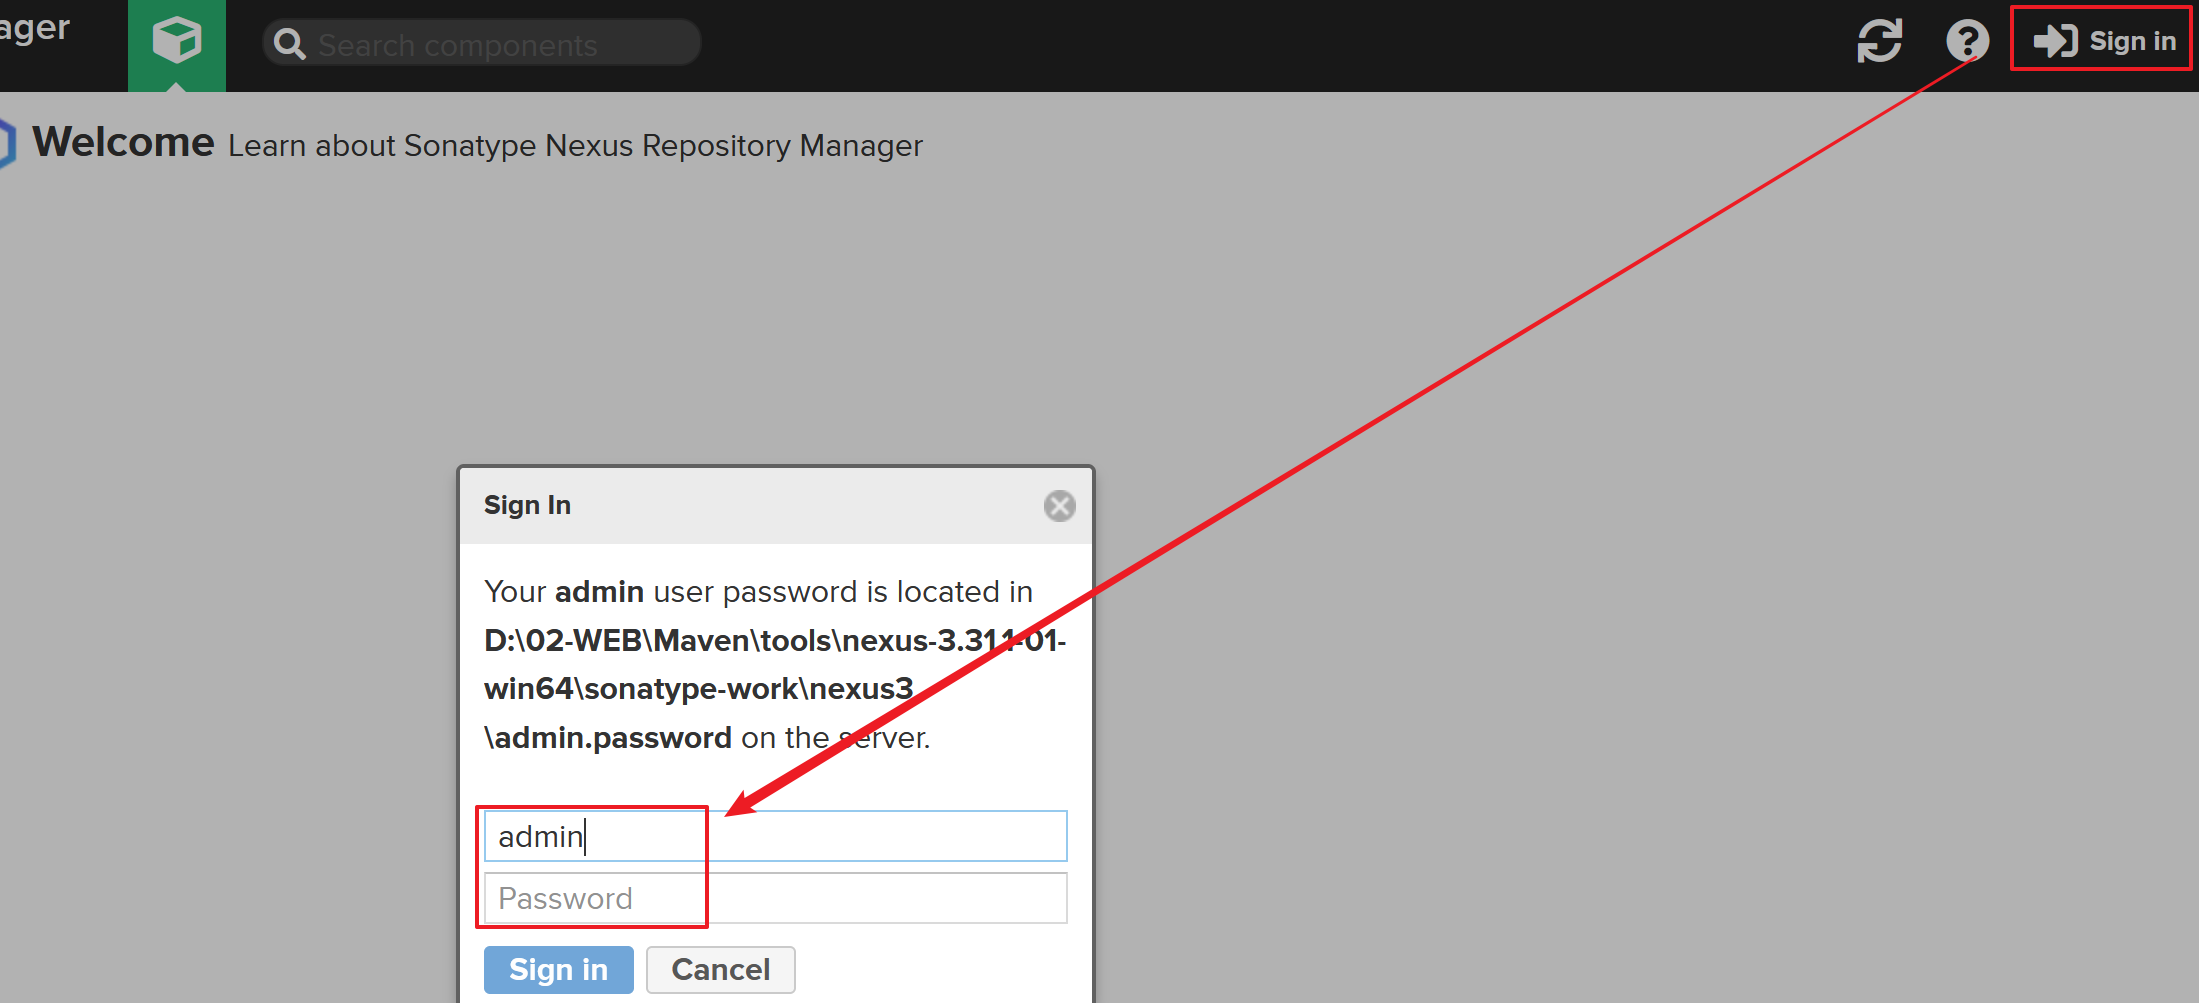 ager
Search components
Sign in
Welcome Learn about Sonatype Nexus Repository Manager
Sign In
Your admin user password is located in
D:\02-WEB\Maven\tools\nexus-3.31.1-01-
win64\sonatype-work\nexus3
\admin.password on the server.
admin
Password
Sign in Cancel